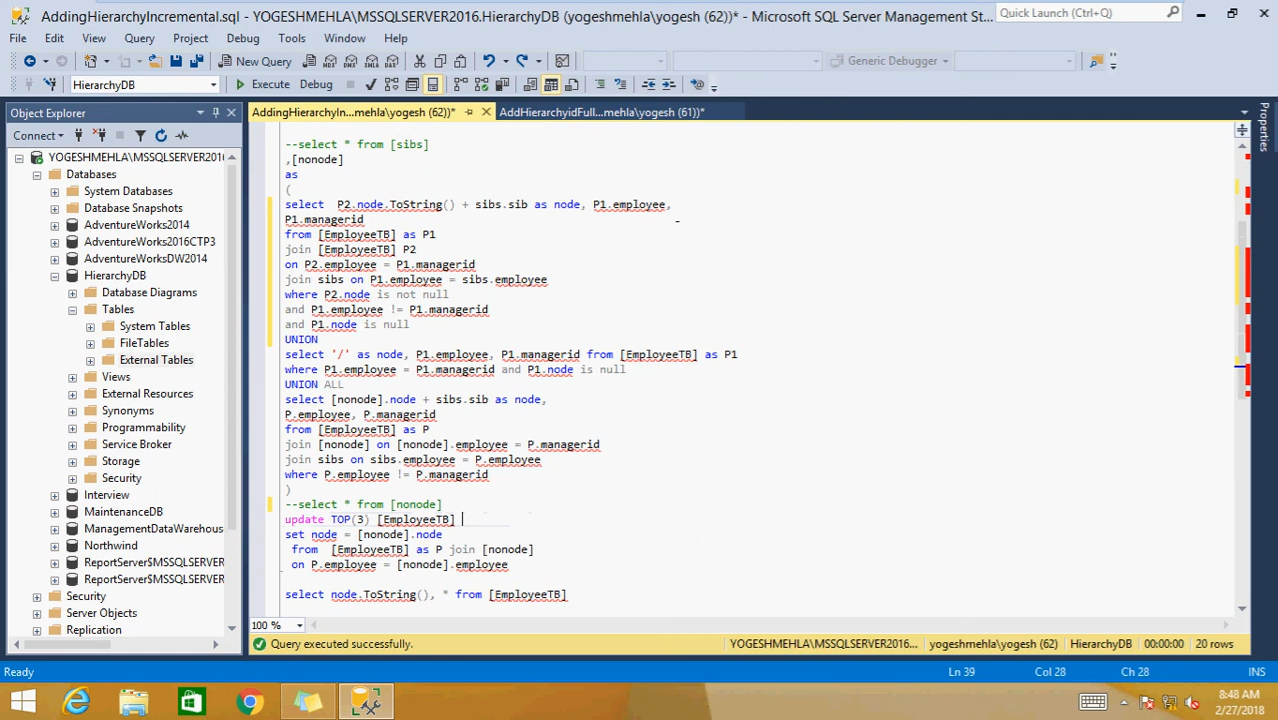 AddingHierarchyIncremental.sql - YOGESHMEHLA\MSSQLSERVER2016.HierarchyDB (yogeshmehla\yogesh (62))* - Microsoft SQL Server Management St...
Quick Launch (Ctrl+Q)
File Edit View Query Project Debug Tools Window Help
New Query
Generic Debugger
HierarchyDB
Execute Debug
Object Explorer
AddingHierarchyIn...mehla\yogesh (62))*
AddHierarchyidFull...mehla\yogesh (61))*
Properties
Connect
YOGESHMEHLA\MSSQLSERVER201
Databases
System Databases
Database Snapshots
AdventureWorks2014
AdventureWorks2016CTP3
AdventureWorksDW2014
HierarchyDB
Database Diagrams
Tables
System Tables
FileTables
External Tables
Views
External Resources
Synonyms
Programmability
Service Broker
Storage
Security
Interview
MaintenanceDB
ManagementDataWarehous
Northwind
ReportServer$MSSQLSERVER
ReportServer$MSSQLSERVER
Security
Server Objects
Replication
--select * from [sibs]
,[nonode]
as
(
select  P2.node.ToString() + sibs.sib as node, P1.employee,
P1.managerid
from [EmployeeTB] as P1
join [EmployeeTB] P2
on P2.employee = P1.managerid
join sibs on P1.employee = sibs.employee
where P2.node is not null
and P1.employee != P1.managerid
and P1.node is null
UNION
select '/' as node, P1.employee, P1.managerid from [EmployeeTB] as P1
where P1.employee = P1.managerid and P1.node is null
UNION ALL
select [nonode].node + sibs.sib as node,
P.employee, P.managerid
from [EmployeeTB] as P
join [nonode] on [nonode].employee = P.managerid
join sibs on sibs.employee = P.employee
where P.employee != P.managerid
)
--select * from [nonode]
update TOP(3) [EmployeeTB]
set node = [nonode].node
from  [EmployeeTB] as P join [nonode]
on P.employee = [nonode].employee
select node.ToString(), * from [EmployeeTB]
100 %
Query executed successfully.
YOGESHMEHLA\MSSQLSERVER2016... yogeshmehla\yogesh (62) HierarchyDB 00:00:00 20 rows
Ready
Ln 39 Col 28 Ch 28 INS
8:48 AM
2/27/2018